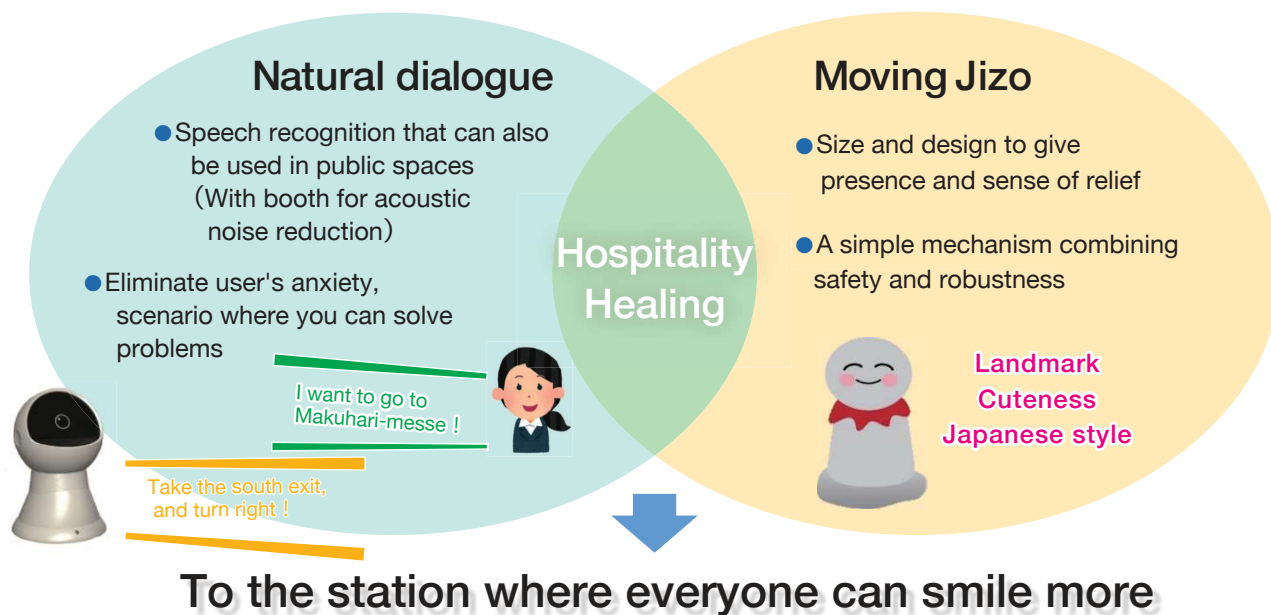 Natural dialogue
●Speech recognition that can also
be used in public spaces
（With booth for acoustic
noise reduction）
●Eliminate user's anxiety,
scenario where you can solve
problems
I want to go to
Makuhari-messe！
Take the south exit,
and turn right！
Hospitality
Healing
Moving Jizo
●Size and design to give
presence and sense of relief
●A simple mechanism combining
safety and robustness
Landmark
Cuteness
Japanese style
To the station where everyone can smile more